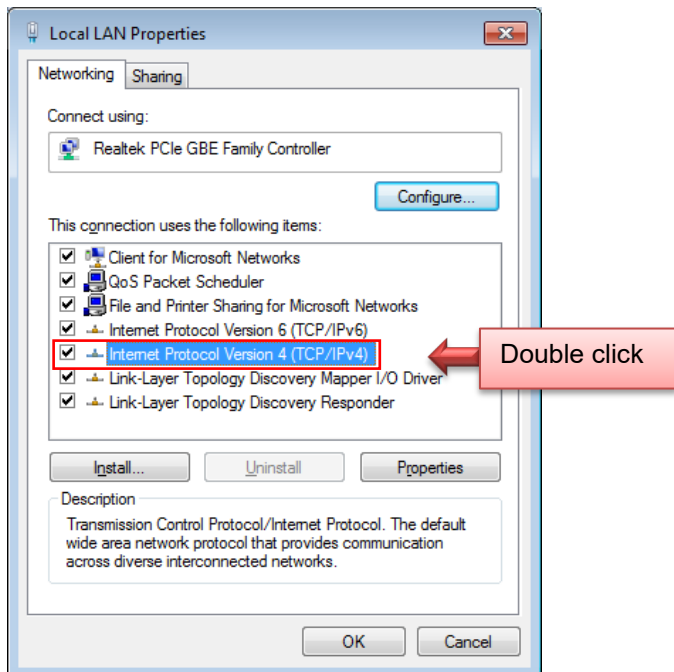 Local LAN Properties
Networking
Sharing
Connect using:
Realtek PCIe GBE Family Controller
Configure...
This connection uses the following items:
Client for Microsoft Networks
QoS Packet Scheduler
File and Printer Sharing for Microsoft Networks
Internet Protocol Version 6 (TCP/IPv6)
Internet Protocol Version 4 (TCP/IPv4)
Double click
Link-Layer Topology Discovery Mapper I/O Driver
Link-Layer Topology Discovery Responder
Install...
Uninstall
Properties
Description
Transmission Control Protocol/Internet Protocol. The default
wide area network protocol that provides communication
across diverse interconnected networks.
OK
Cancel